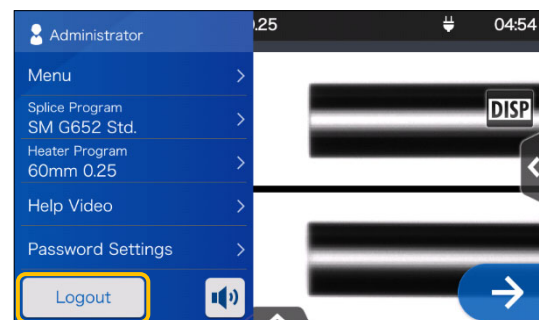 Administrator
.25
04:54
Menu
Splice Program
SM G652 Std.
DISP
Heater Program
60mm 0.25
Help Video
Password Settings
Logout